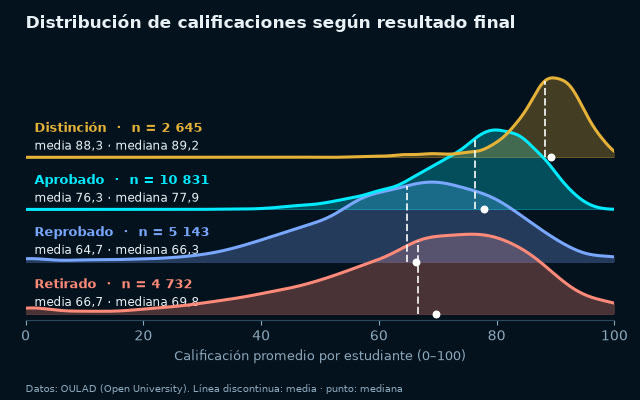 Distribución de calificaciones según resultado final
Distinción · n = 2 645
media 88,3 · mediana 89,2
Aprobado · n = 10 831
media 76,3 · mediana 77,9
Reprobado · n = 5 143
media 64,7 · mediana 66,3
Retirado · n = 4 732
media 66,7 · mediana 69,8
0 20 40 60 80 100
Calificación promedio por estudiante (0–100)
Datos: OULAD (Open University). Línea discontinua: media · punto: mediana